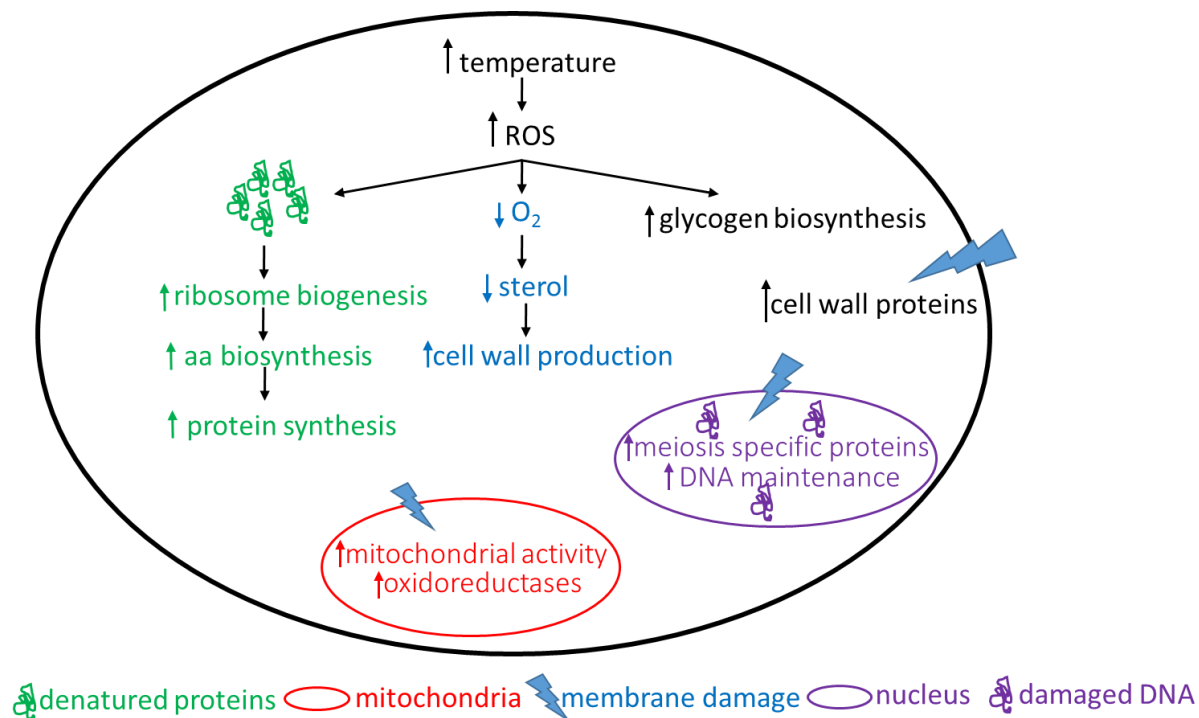 ↑ temperature
↑ ROS
↓ O₂
↑ glycogen biosynthesis
↑ ribosome biogenesis
↓ sterol
↑ cell wall proteins
↑ aa biosynthesis
↑ cell wall production
↑ protein synthesis
↑ meiosis specific proteins
↑ DNA maintenance
↑ mitochondrial activity
↑ oxidoreductases
denatured proteins mitochondria membrane damage nucleus damaged DNA